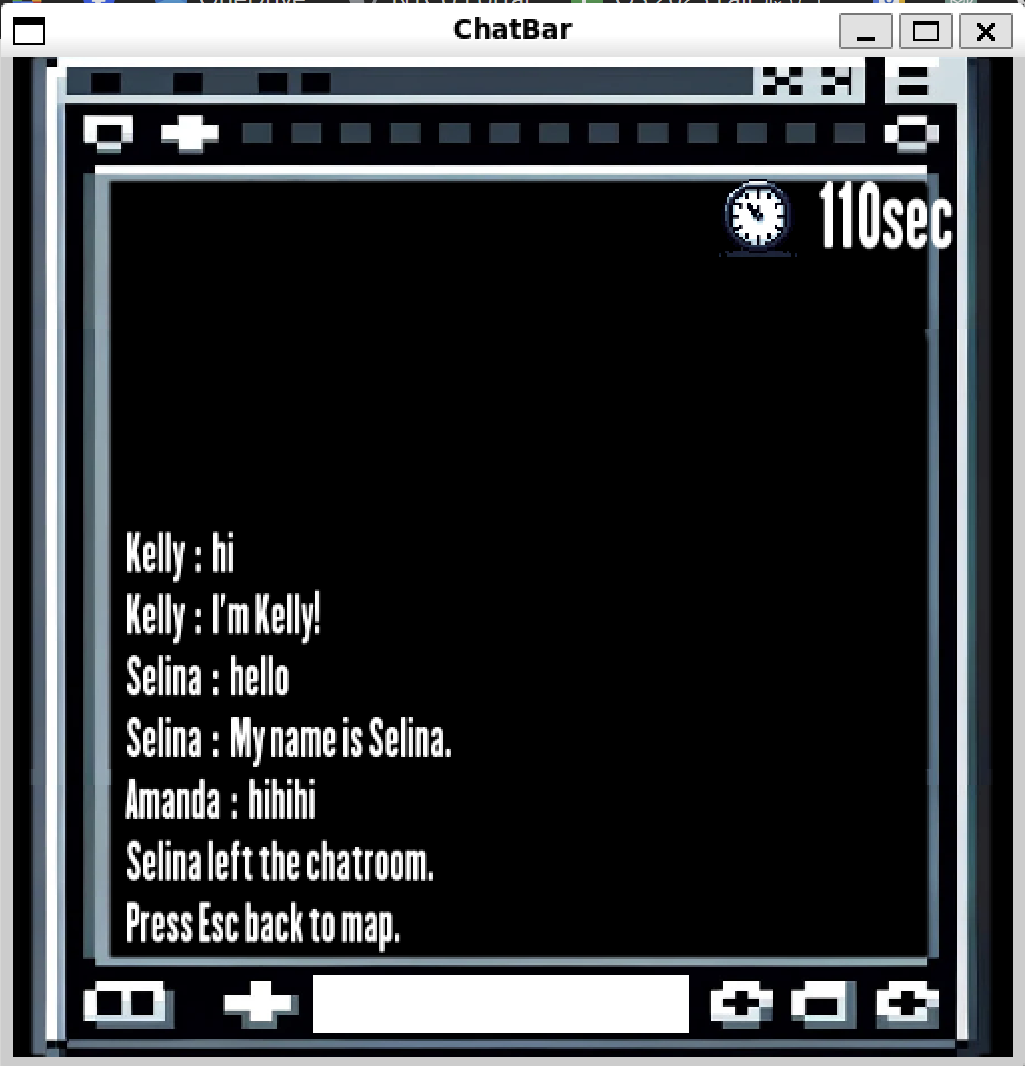 ChatBar
110sec
Kelly : hi
Kelly : I'm Kelly!
Selina : hello
Selina : My name is Selina.
Amanda : hihihi
Selina left the chatroom.
Press Esc back to map.